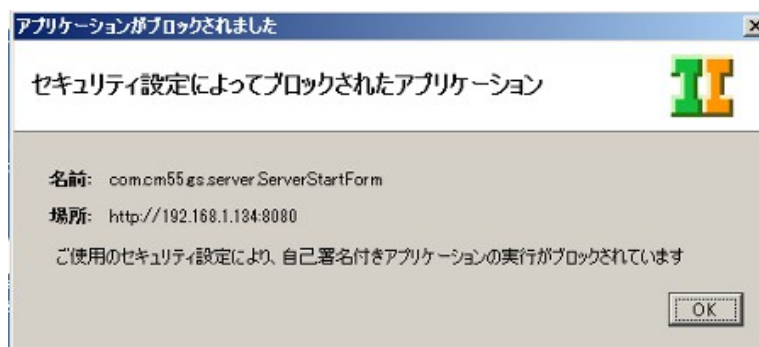 アプリケーションがブロックされました
セキュリティ設定によってブロックされたアプリケーション
名前: com.cm55.gs.server.ServerStartForm
場所: http://192.168.1.134:8080
ご使用のセキュリティ設定により、自己署名付きアプリケーションの実行がブロックされています
OK